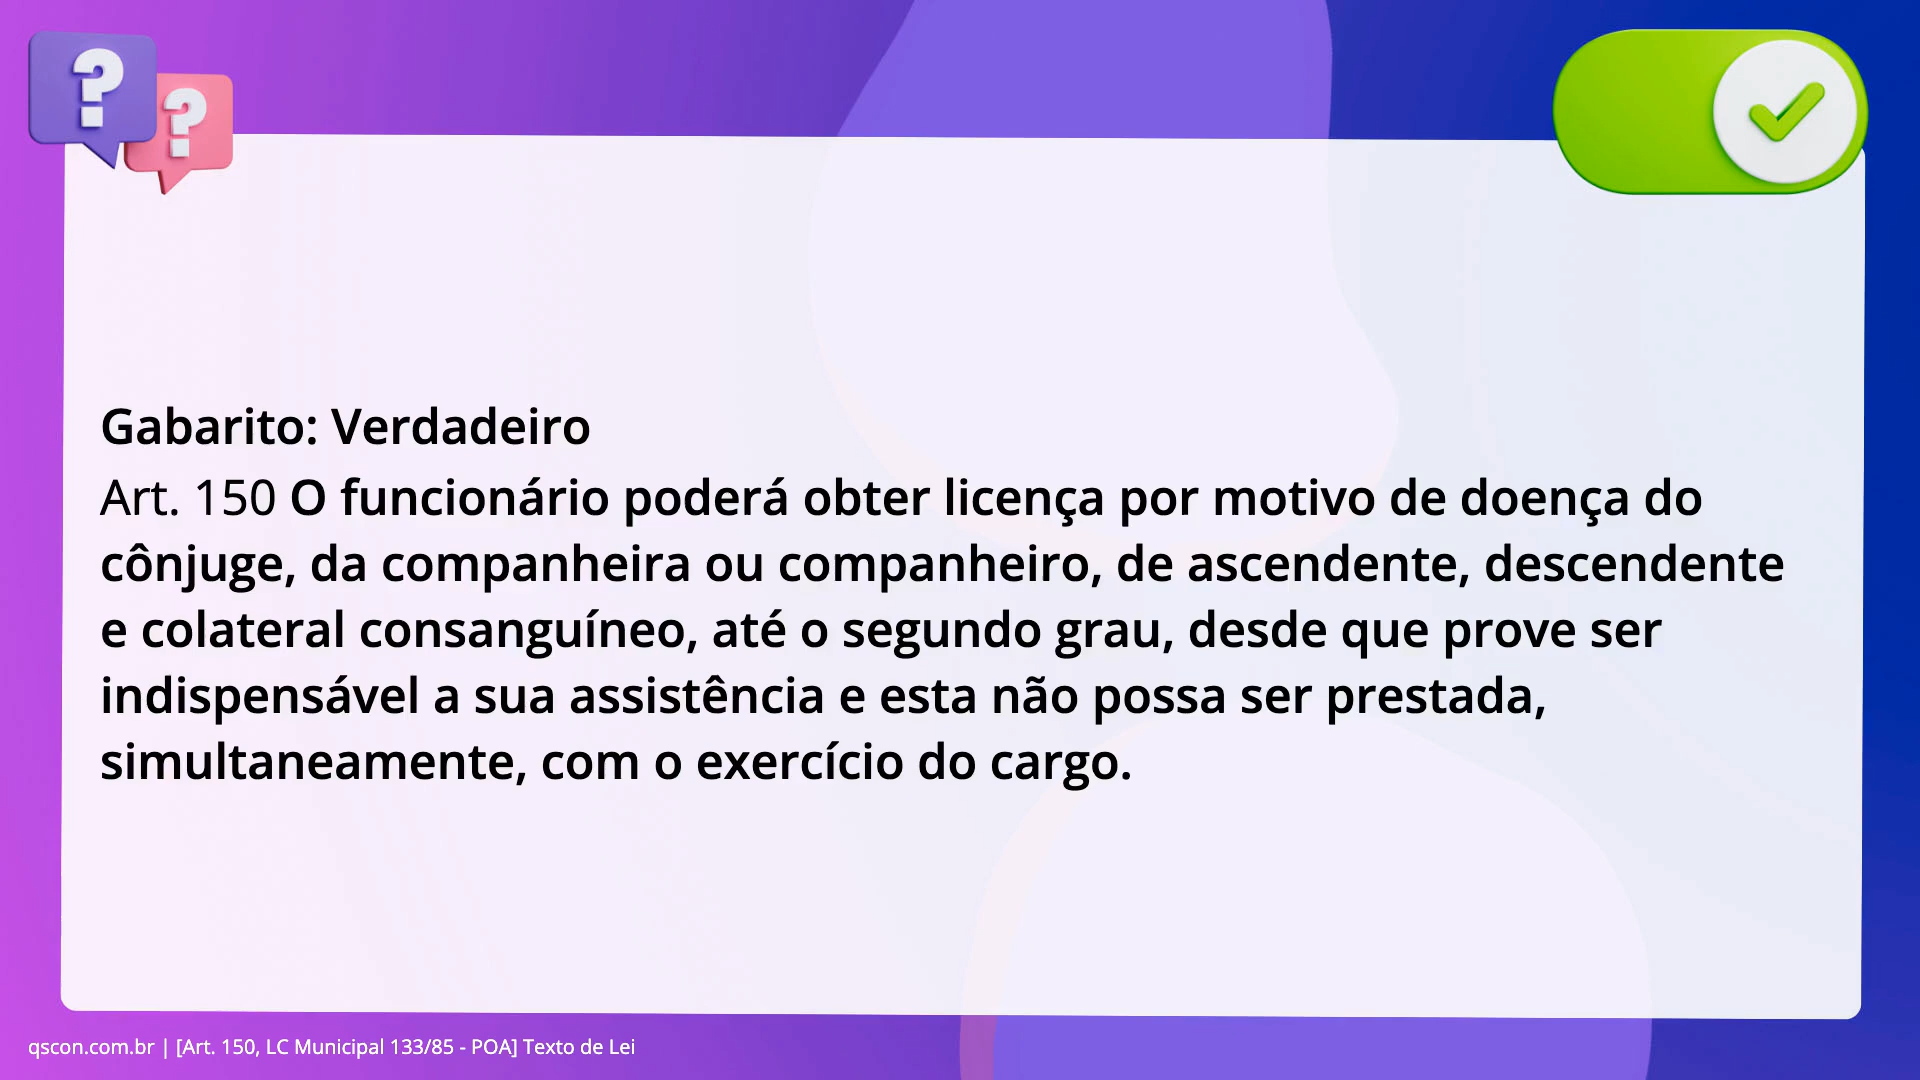 ?
?
Gabarito: Verdadeiro
Art. 150 O funcionário poderá obter licença por motivo de doença do
cônjuge, da companheira ou companheiro, de ascendente, descendente
e colateral consanguíneo, até o segundo grau, desde que prove ser
indispensável a sua assistência e esta não possa ser prestada,
simultaneamente, com o exercício do cargo.
qscon.com.br | [Art. 150, LC Municipal 133/85 - POA] Texto de Lei